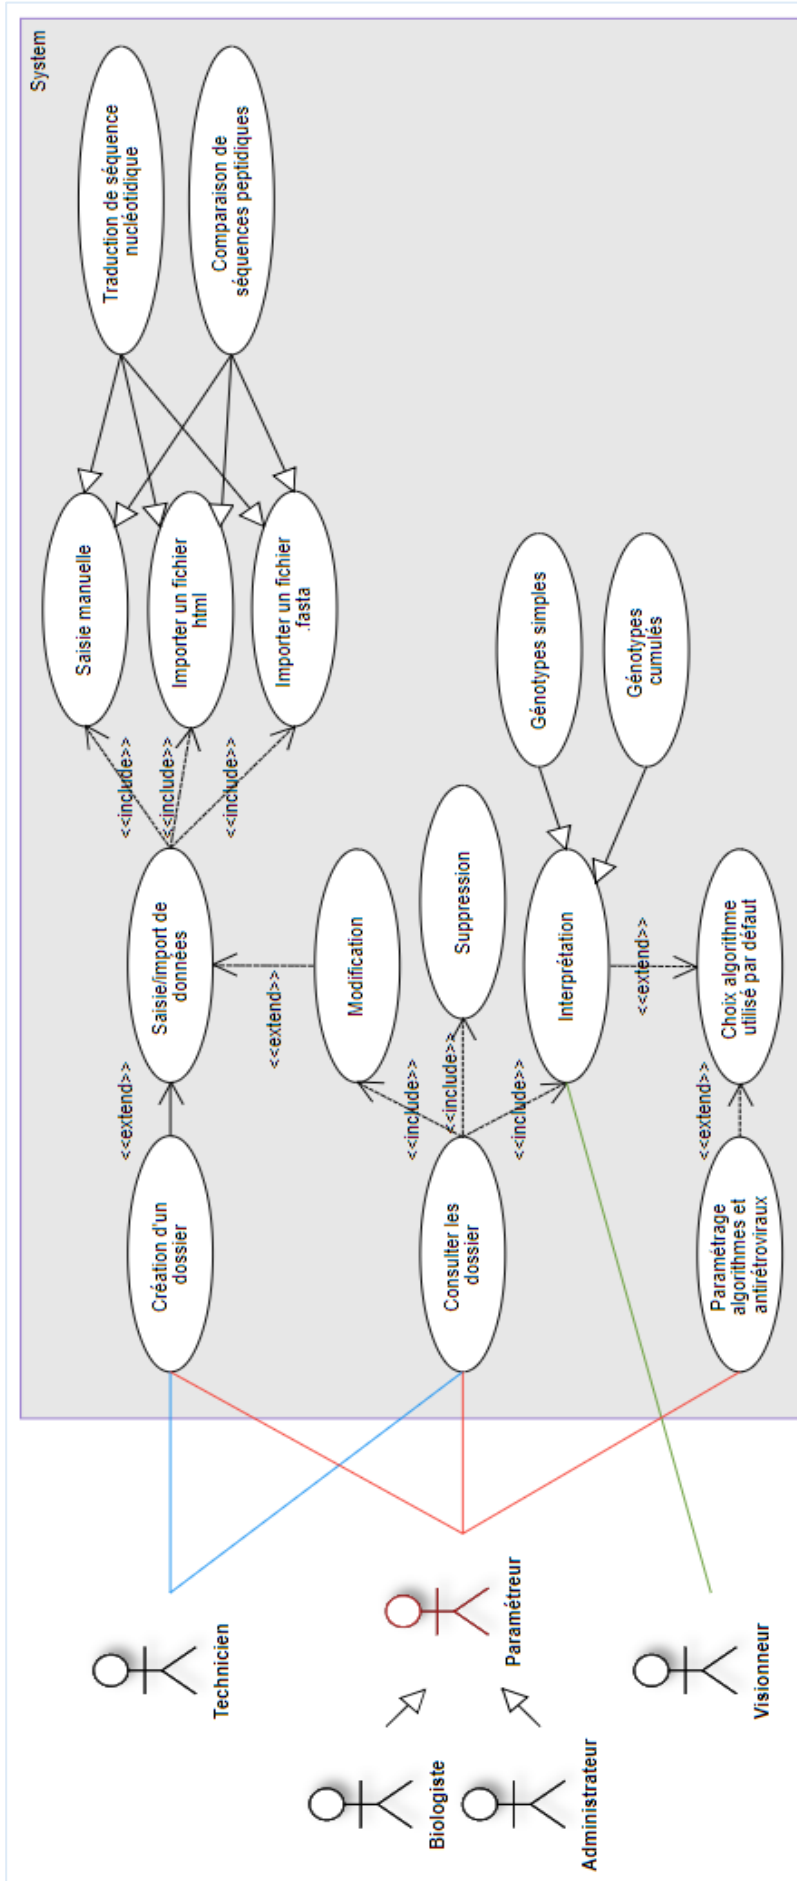 System
Traduction de séquence
nucléotidique
Comparaison de
séquences peptidiques
Saisie manuelle
Importer un fichier
html
Importer un fichier
.fasta
<<include>>
<<include>>
<<include>>
Saisie/import de
données
<<extend>>
Création d'un
dossier
<<extend>>
Modification
Suppression
Interprétation
Génotypes simples
Génotypes
cumulés
<<include>>
<<include>>
<<include>>
Consulter les
dossier
<<extend>>
Choix algorithme
utilisé par défaut
<<extend>>
Paramétrage
algorithmes et
antirétroviraux
Technicien
Paramétreur
Biologiste
Administrateur
Visionneur